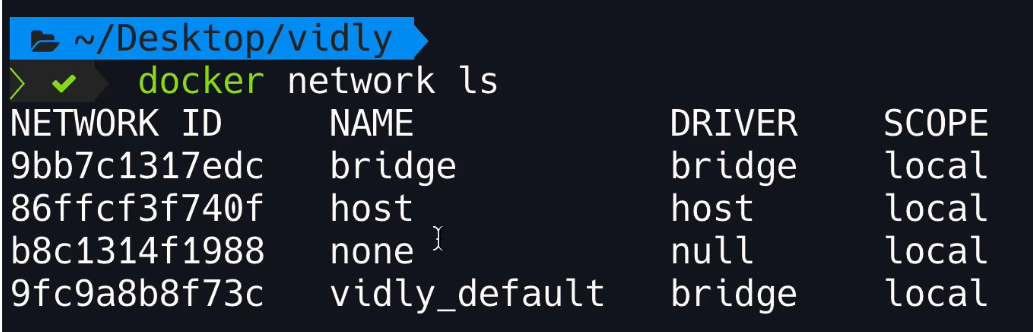 ~/Desktop/vidly
docker network ls
NETWORK ID NAME DRIVER SCOPE
9bb7c1317edc bridge bridge local
86ffcf3f740f host host local
b8c1314f1988 none null local
9fc9a8b8f73c vidly_default bridge local